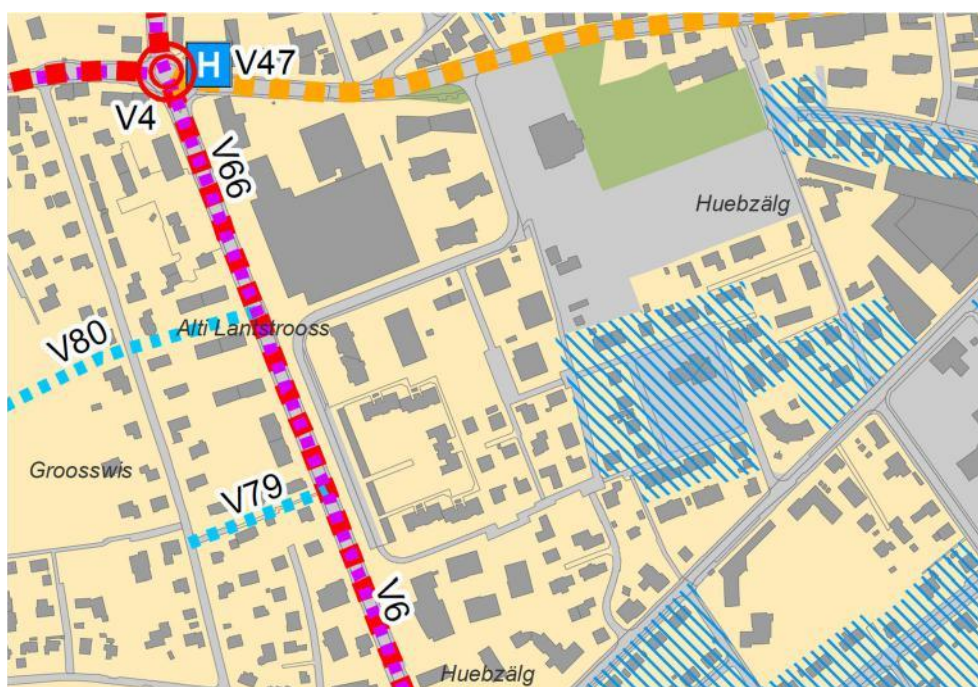 H
V47
V4
V66
Huebzälg
V80
Alti Lantstrooss
Groosswis
V79
V6
Huebzälg